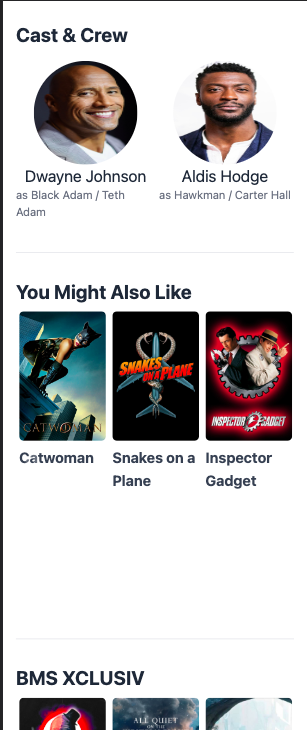 Cast & Crew
Dwayne Johnson
Aldis Hodge
as Black Adam / Teth
Adam
as Hawkman / Carter Hall
You Might Also Like
CATWOMAN
SNAKES
ON A PLANE
INSPECTOR GADGET
Catwoman
Snakes on a
Plane
Inspector
Gadget
BMS XCLUSIV
ALL QUIET
ON THE